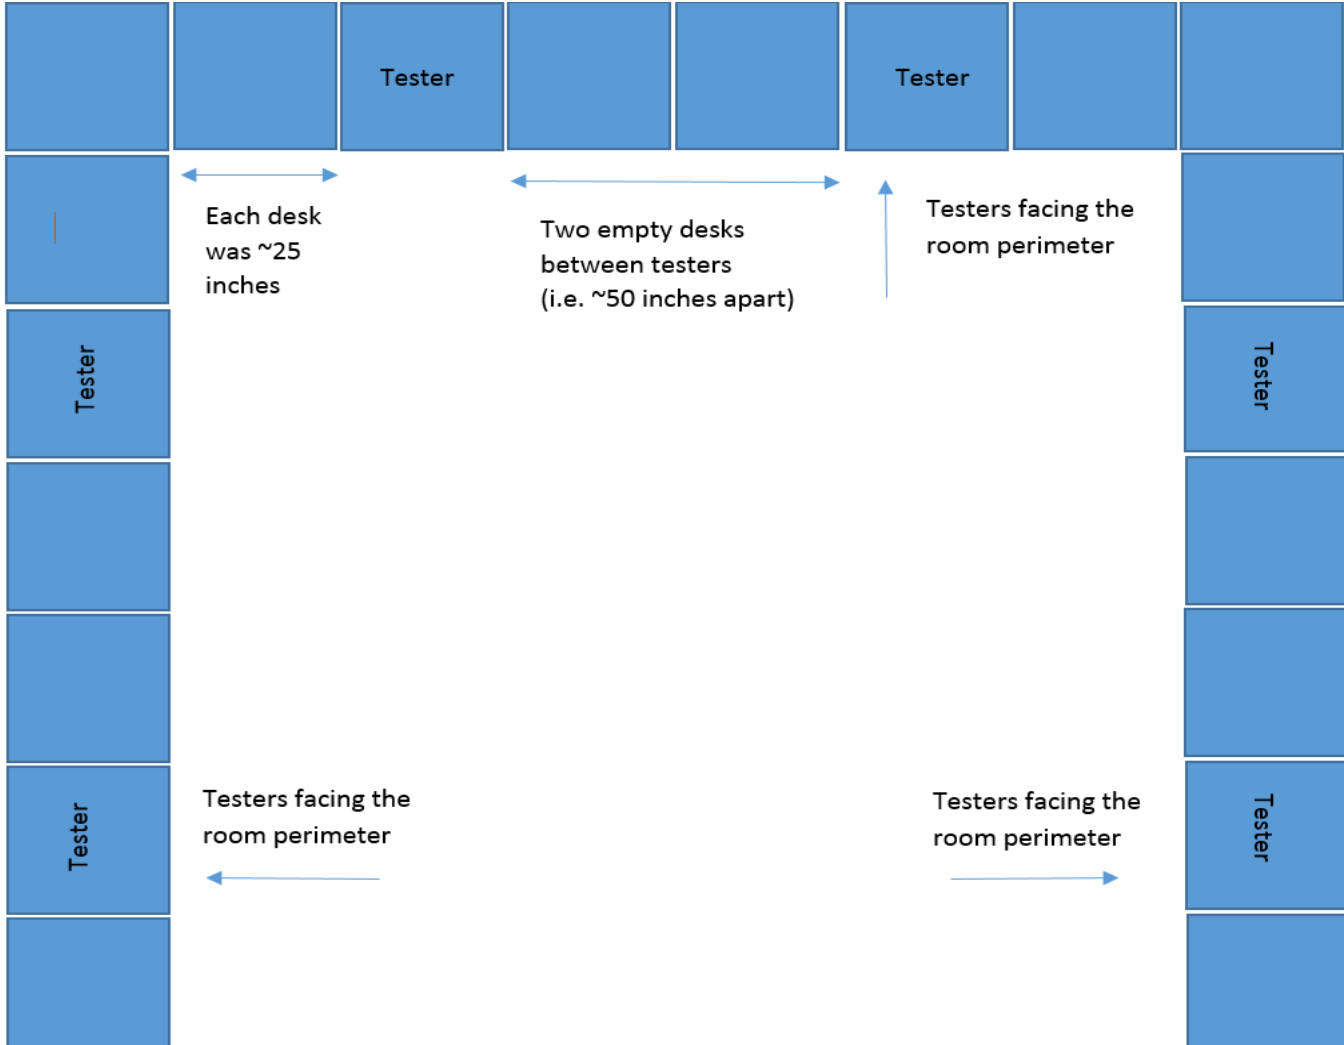 Tester
Tester
Each desk
was ~25
inches
Two empty desks
between testers
(i.e. ~50 inches apart)
Testers facing the
room perimeter
Tester
Tester
Tester
Testers facing the
room perimeter
Testers facing the
room perimeter
Tester